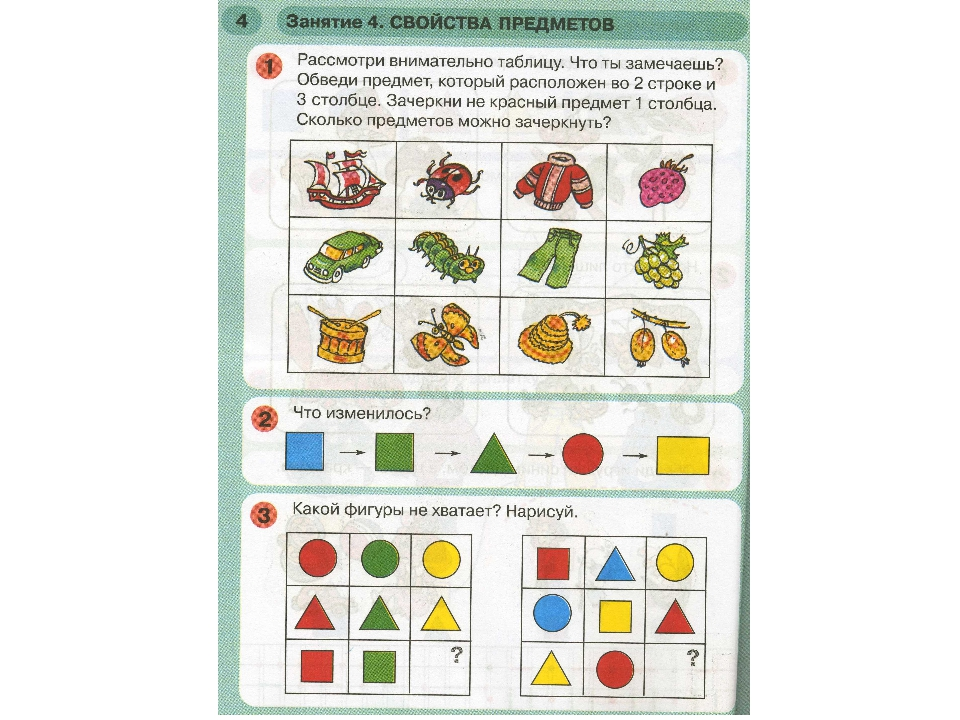 4 Занятие 4. СВОЙСТВА ПРЕДМЕТОВ
1 Рассмотри внимательно таблицу. Что ты замечаешь?
Обведи предмет, который расположен во 2 строке и
3 столбце. Зачеркни не красный предмет 1 столбца.
Сколько предметов можно зачеркнуть?
2 Что изменилось?
3 Какой фигуры не хватает? Нарисуй.
? ?